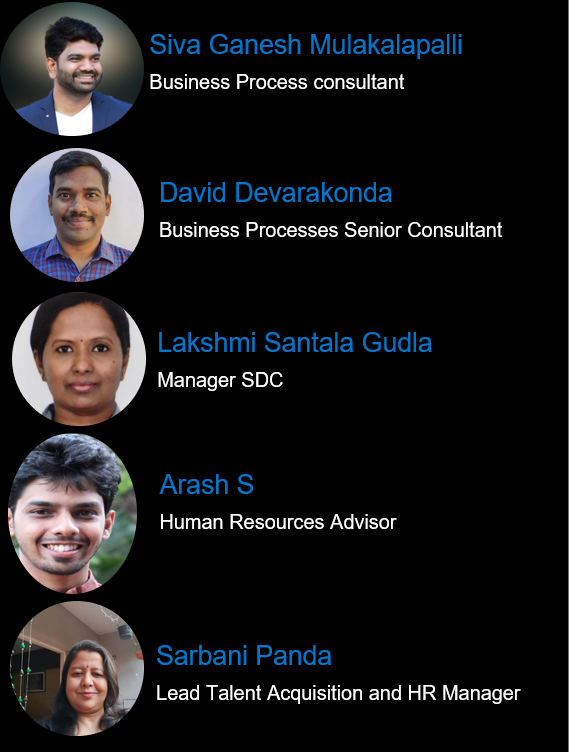 Siva Ganesh Mulakalapalli
Business Process consultant
David Devarakonda
Business Processes Senior Consultant
Lakshmi Santala Gudla
Manager SDC
Arash S
Human Resources Advisor
Sarbani Panda
Lead Talent Acquisition and HR Manager